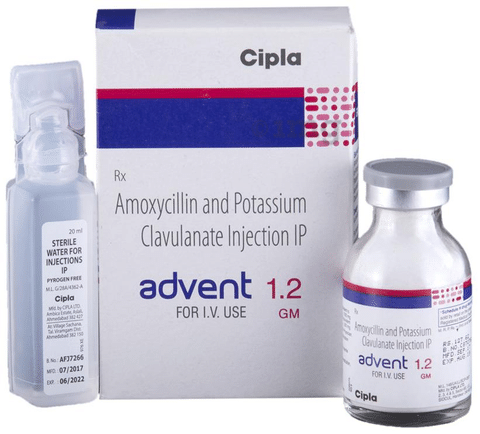 20 ml
STERILE
WATER FOR
INJECTIONS
IP
PYROGEN FREE
Cipla
MFD. 07/2017
EXP. 06/2022
Cipla
Rx
Amoxycillin and Potassium
Clavulanate Injection IP
advent 1.2
FOR I.V. USE GM
Rx
Amoxycillin and Potassium
Clavulanate Injection IP
advent 1.2
FOR I.V. USE GM
Cipla